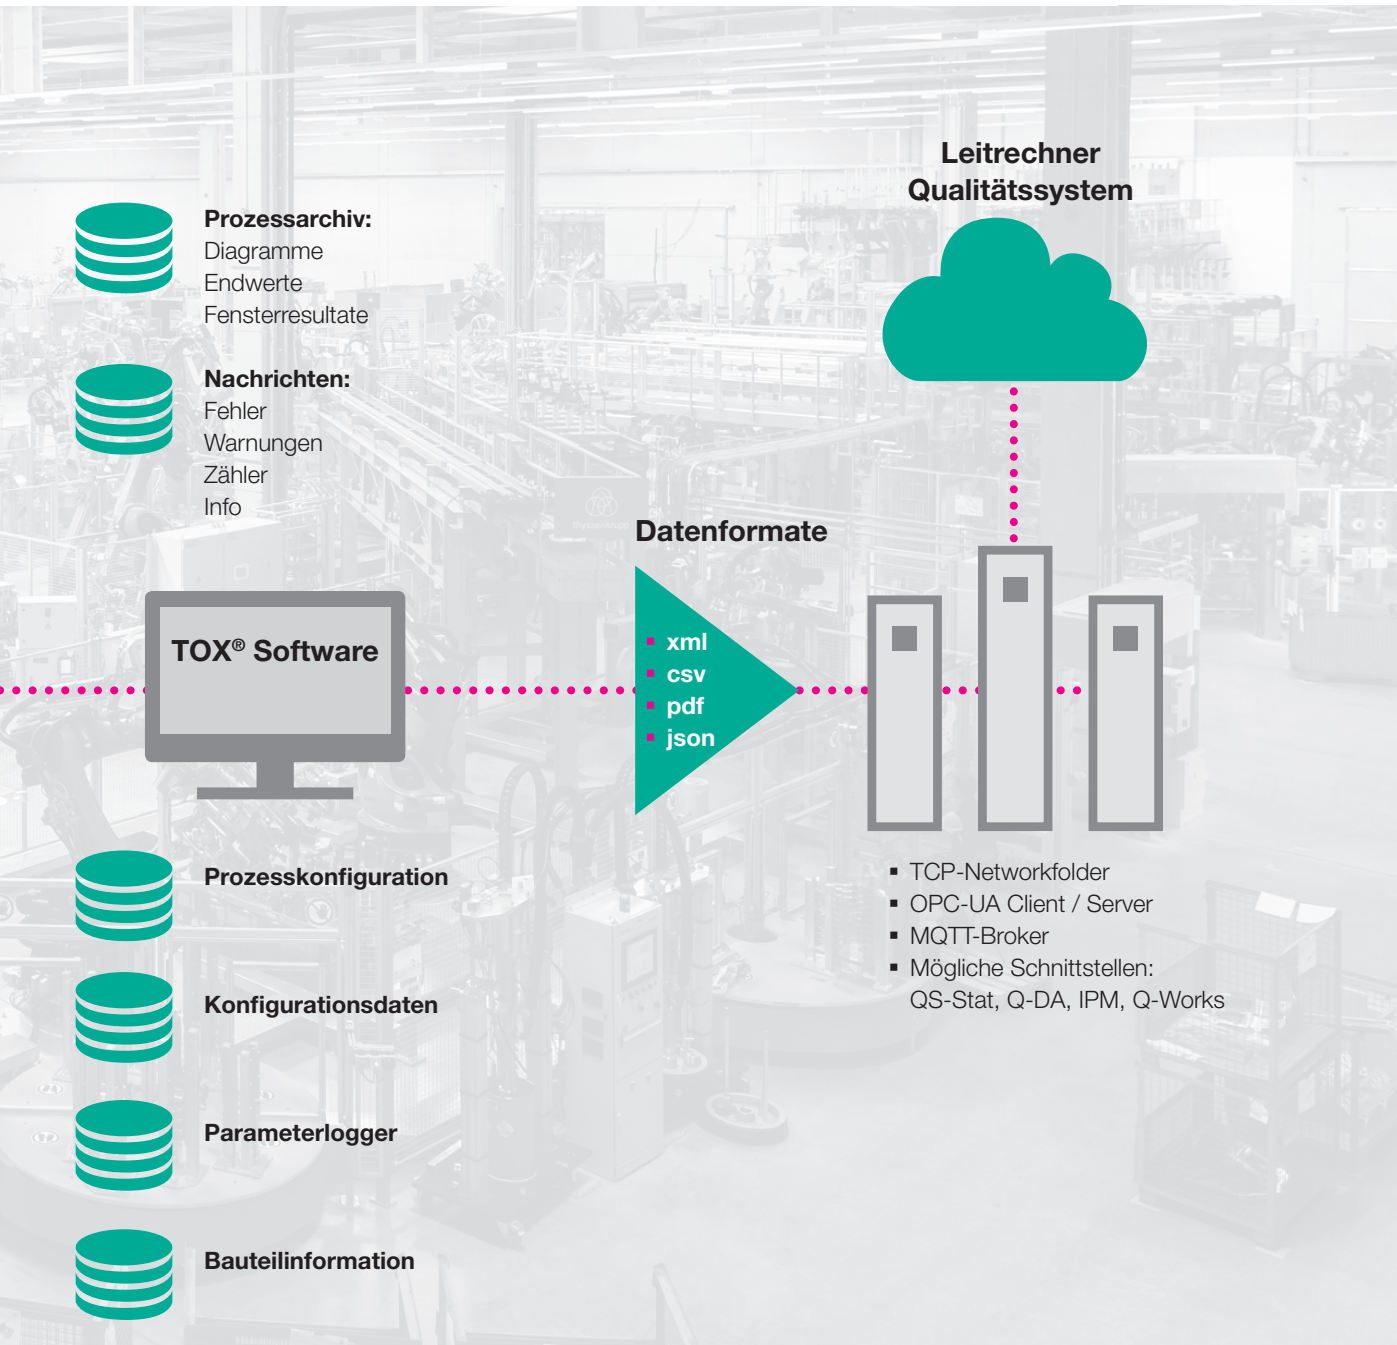 Leitrechner
Qualitätssystem
Prozessarchiv:
Diagramme
Endwerte
Fensterresultate
Nachrichten:
Fehler
Warnungen
Zähler
Info
thyssenkrupp
Datenformate
TOX® Software
▪ xml
▪ csv
▪ pdf
▪ json
Prozesskonfiguration
Konfigurationsdaten
Parameterlogger
Bauteilinformation
▪ TCP-Networkfolder
▪ OPC-UA Client / Server
▪ MQTT-Broker
▪ Mögliche Schnittstellen:
QS-Stat, Q-DA, IPM, Q-Works